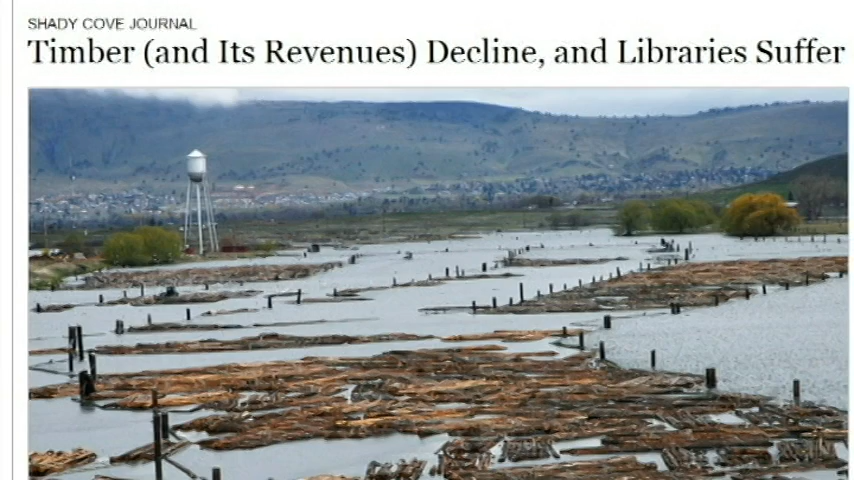 SHADY COVE JOURNAL
Timber (and Its Revenues) Decline, and Libraries Suffer